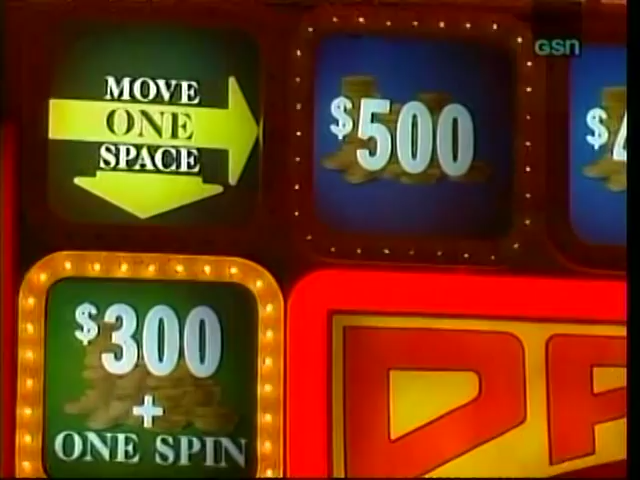 GSN
MOVE
ONE
SPACE
$500
$
$300
+
ONE SPIN